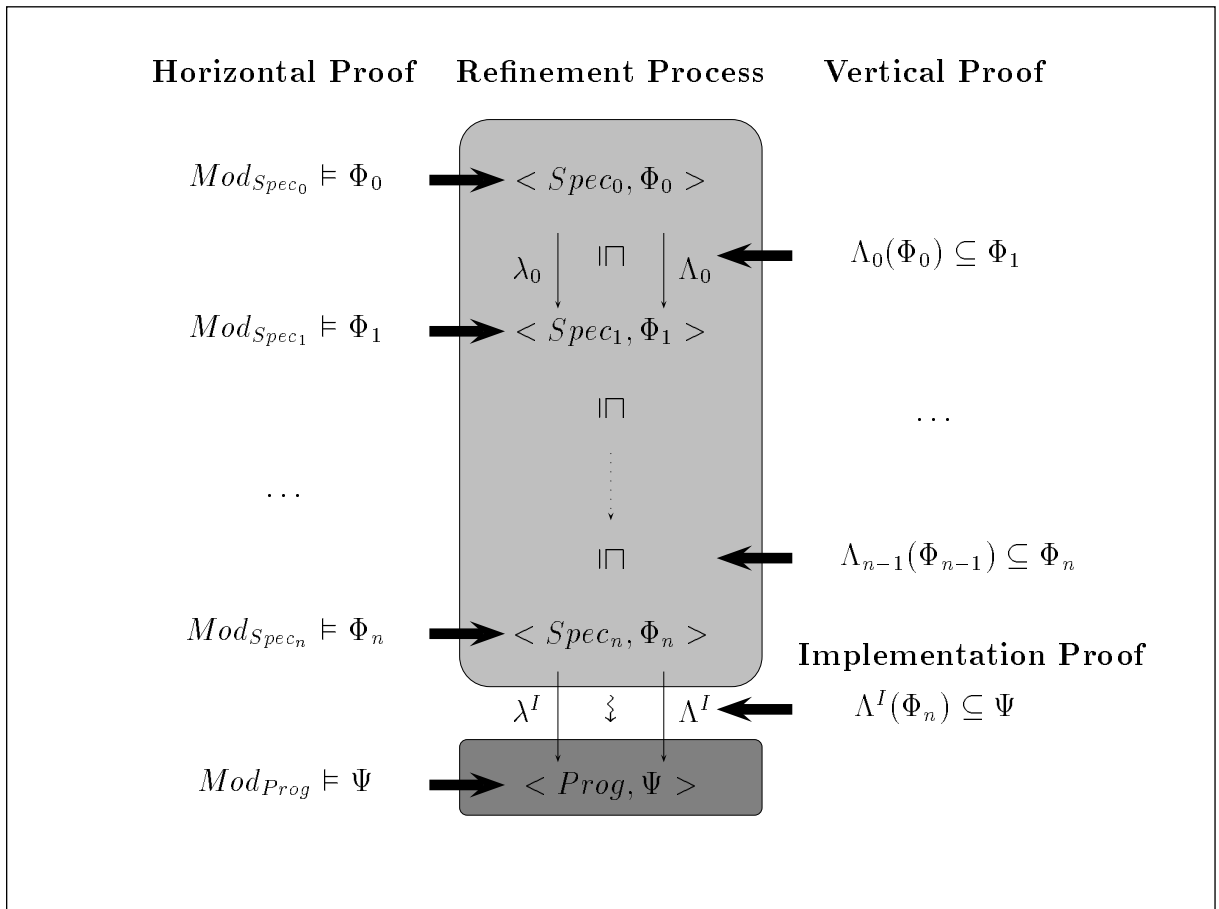 Horizontal Proof Refinement Process Vertical Proof
Mod_{Spec_0} ⊨ Φ_0 < Spec_0, Φ_0 >
λ_0 |⊓ Λ_0 Λ_0(Φ_0) ⊆ Φ_1
Mod_{Spec_1} ⊨ Φ_1 < Spec_1, Φ_1 >
|⊓ ...
...
|⊓ Λ_{n−1}(Φ_{n−1}) ⊆ Φ_n
Mod_{Spec_n} ⊨ Φ_n < Spec_n, Φ_n >
Implementation Proof
λ^I Λ^I Λ^I(Φ_n) ⊆ Ψ
Mod_{Prog} ⊨ Ψ < Prog, Ψ >